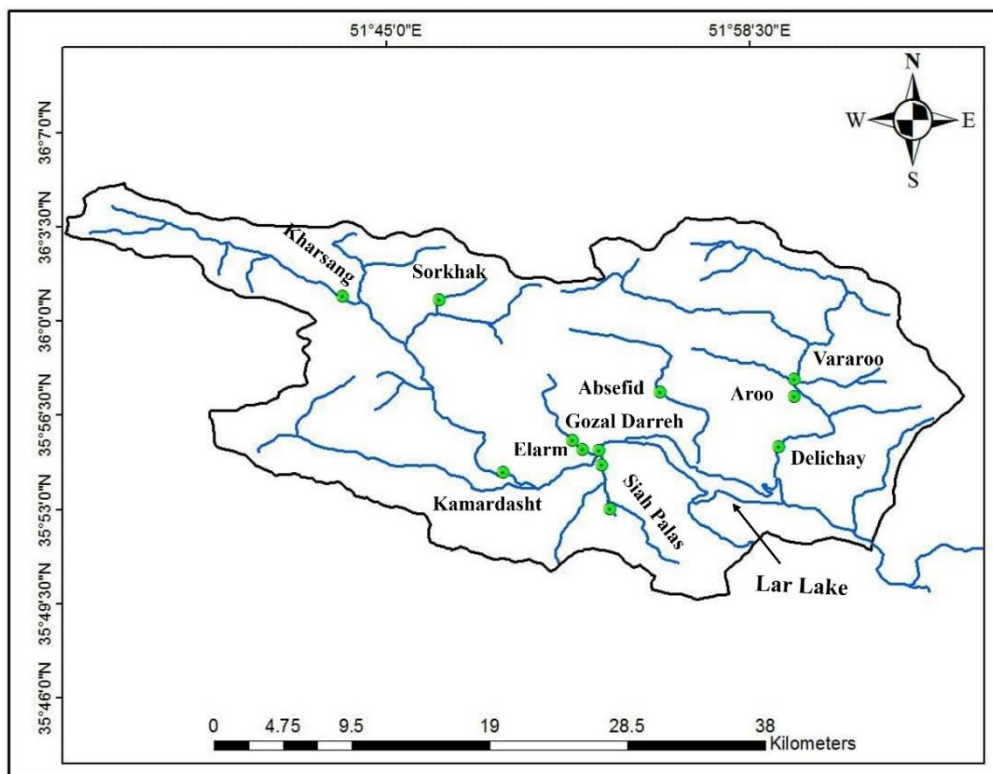 51°45'0"E
51°58'30"E
N
W
E
S
36°7'0"N
36°3'30"N
36°0'0"N
35°56'30"N
35°53'0"N
35°49'30"N
35°46'0"N
Kharsang
Sorkhak
Vararoo
Absefid
Aroo
Gozal Darreh
Elarm
Delichay
Kamardasht
Siah Palas
Lar Lake
0 4.75 9.5 19 28.5 38
Kilometers